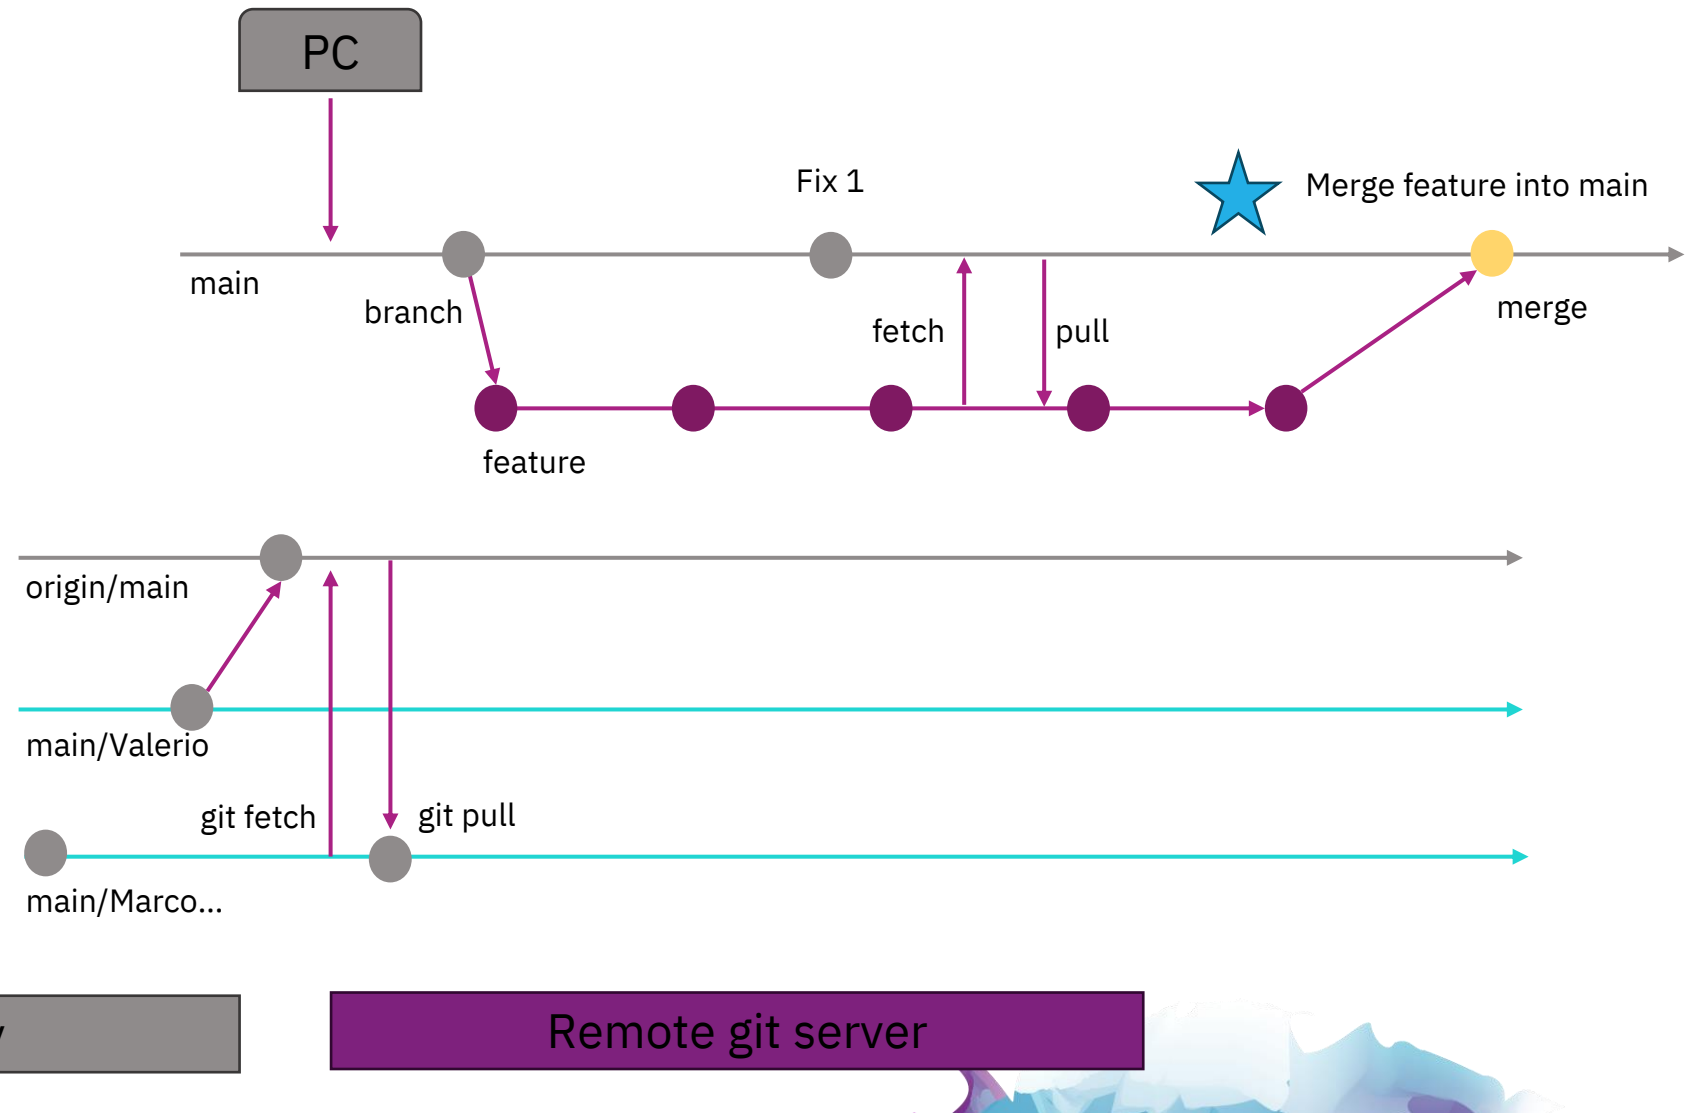 PC
Fix 1
Merge feature into main
main
branch
fetch
pull
merge
feature
origin/main
main/Valerio
git fetch
git pull
main/Marco...
Remote git server